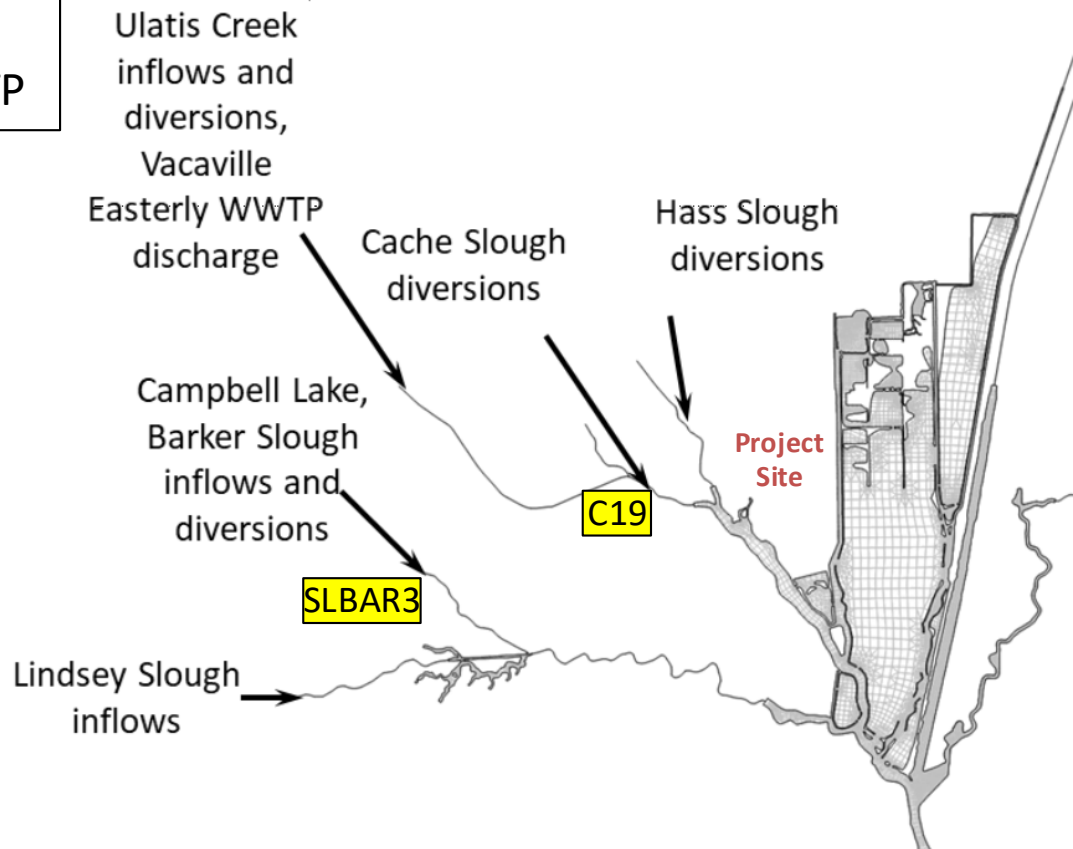 TP
Ulatis Creek
inflows and
diversions,
Vacaville
Easterly WWTP
discharge
Cache Slough
diversions
Hass Slough
diversions
Campbell Lake,
Barker Slough
inflows and
diversions
Project
Site
C19
SLBAR3
Lindsey Slough
inflows